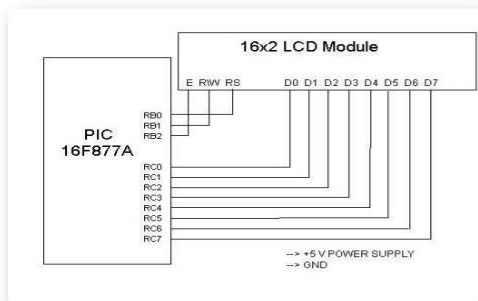 16x2 LCD Module
E R\W RS D0 D1 D2 D3 D4 D5 D6 D7
PIC
16F877A
RB0
RB1
RB2
RC0
RC1
RC2
RC3
RC4
RC5
RC6
RC7
--> +5 V POWER SUPPLY
--> GND